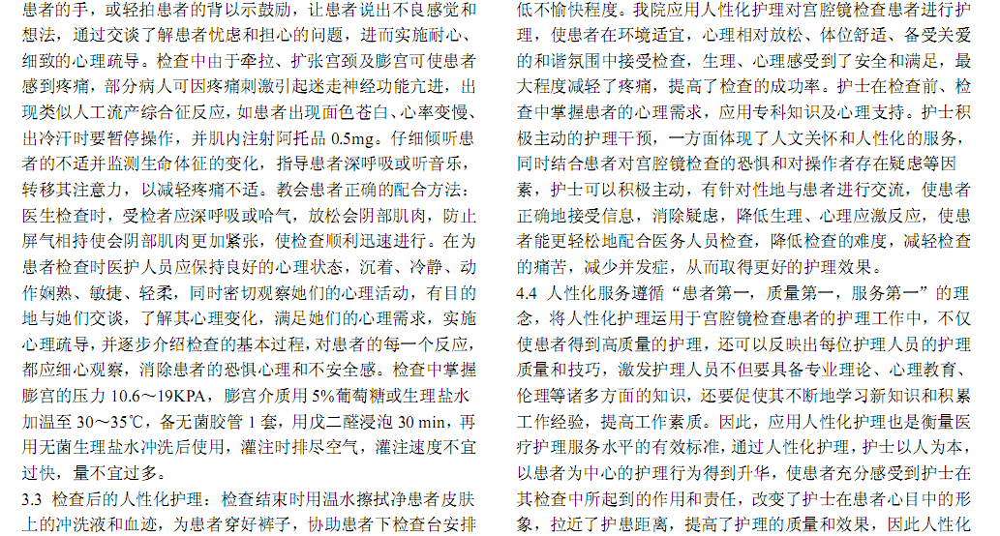 患者的手，或轻拍患者的背以示鼓励，让患者说出不良感觉和
想法，通过交谈了解患者忧虑和担心的问题，进而实施耐心、
细致的心理疏导。检查中由于牵拉、扩张宫颈及膨宫可使患者
感到疼痛，部分病人可因疼痛刺激引起迷走神经功能亢进，出
现类似人工流产综合征反应，如患者出现面色苍白、心率变慢、
出冷汗时要暂停操作，并肌内注射阿托品 0.5mg。仔细倾听患
者的不适并监测生命体征的变化，指导患者深呼吸或听音乐，
转移其注意力，以减轻疼痛不适。教会患者正确的配合方法：
医生检查时，受检者应深呼吸或哈气，放松会阴部肌肉，防止
屏气相持使会阴部肌肉更加紧张，使检查顺利迅速进行。在为
患者检查时医护人员应保持良好的心理状态，沉着、冷静、动
作娴熟、敏捷、轻柔，同时密切观察她们的心理活动，有目的
地与她们交谈，了解其心理变化，满足她们的心理需求，实施
心理疏导，并逐步介绍检查的基本过程，对患者的每一个反应，
都应细心观察，消除患者的恐惧心理和不安全感。检查中掌握
膨宫的压力 10.6～19KPA，膨宫介质用 5%葡萄糖或生理盐水
加温至 30～35℃，备无菌胶管 1 套，用戊二醛浸泡 30 min，再
用无菌生理盐水冲洗后使用，灌注时排尽空气，灌注速度不宜
过快，量不宜过多。
3.3 检查后的人性化护理：检查结束时用温水擦拭净患者皮肤
上的冲洗液和血迹，为患者穿好裤子，协助患者下检查台安排
低不愉快程度。我院应用人性化护理对宫腔镜检查患者进行护
理，使患者在环境适宜，心理相对放松、体位舒适、备受关爱
的和谐氛围中接受检查，生理、心理感受到了安全和满足，最
大程度减轻了疼痛，提高了检查的成功率。护士在检查前、检
查中掌握患者的心理需求，应用专科知识及心理支持。护士积
极主动的护理干预，一方面体现了人文关怀和人性化的服务，
同时结合患者对宫腔镜检查的恐惧和对操作者存在疑虑等因
素，护士可以积极主动，有针对性地与患者进行交流，使患者
正确地接受信息，消除疑虑，降低生理、心理应激反应，使患
者能更轻松地配合医务人员检查，降低检查的难度，减轻检查
的痛苦，减少并发症，从而取得更好的护理效果。
4.4 人性化服务遵循“患者第一，质量第一，服务第一”的理
念，将人性化护理运用于宫腔镜检查患者的护理工作中，不仅
使患者得到高质量的护理，还可以反映出每位护理人员的护理
质量和技巧，激发护理人员不但要具备专业理论、心理教育、
伦理等诸多方面的知识，还要促使其不断地学习新知识和积累
工作经验，提高工作素质。因此，应用人性化护理也是衡量医
疗护理服务水平的有效标准，通过人性化护理，护士以人为本，
以患者为中心的护理行为得到升华，使患者充分感受到护士在
其检查中所起到的作用和责任，改变了护士在患者心目中的形
象，拉近了护患距离，提高了护理的质量和效果，因此人性化